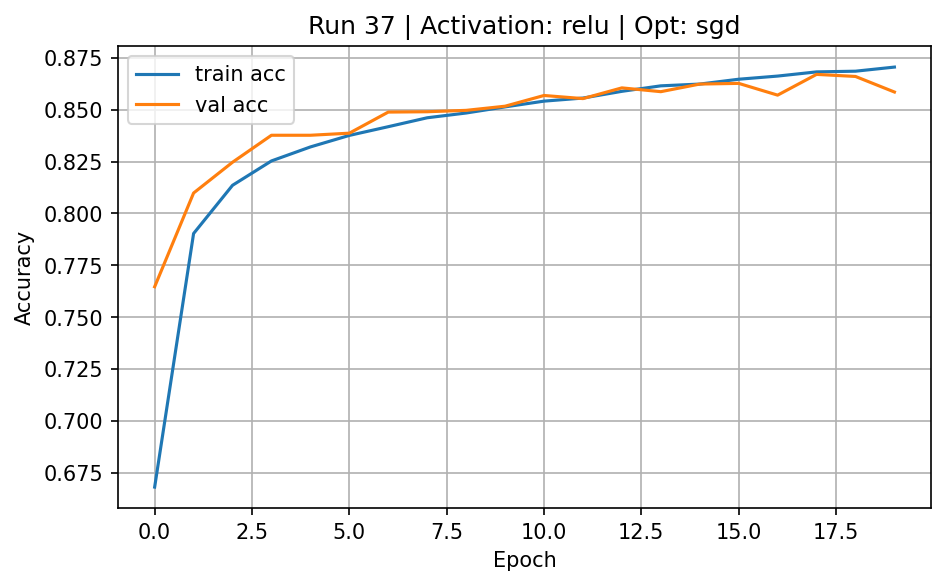 Run 37 | Activation: relu | Opt: sgd
train acc
val acc
0.875
0.850
0.825
0.800
0.775
0.750
0.725
0.700
0.675
Accuracy
0.0 2.5 5.0 7.5 10.0 12.5 15.0 17.5
Epoch